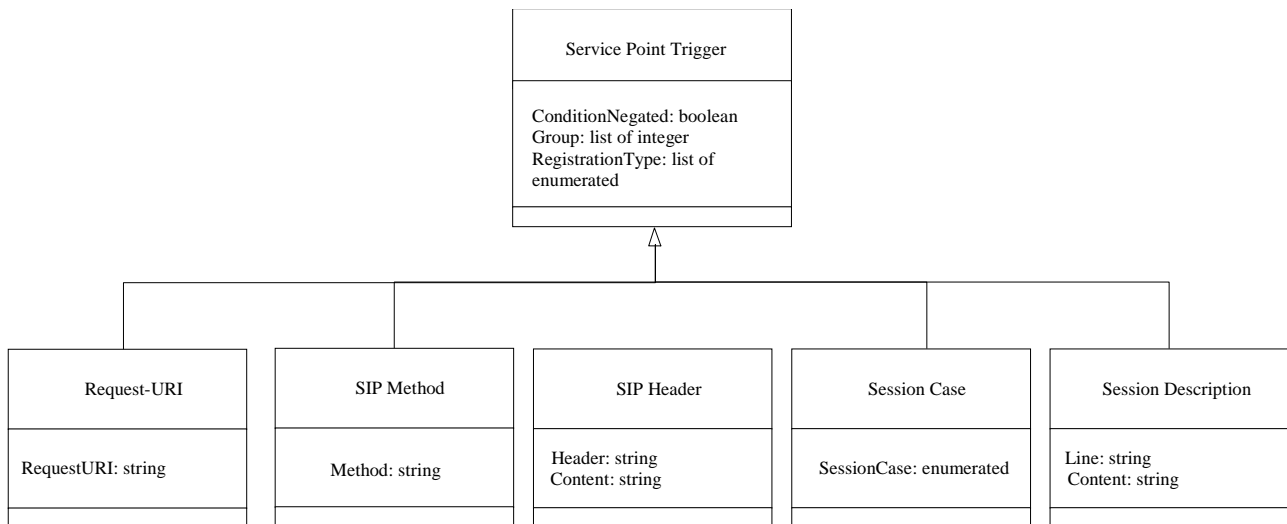 Service Point Trigger
ConditionNegated: boolean
Group: list of integer
RegistrationType: list of
enumerated
Request-URI
RequestURI: string
SIP Method
Method: string
SIP Header
Header: string
Content: string
Session Case
SessionCase: enumerated
Session Description
Line: string
Content: string